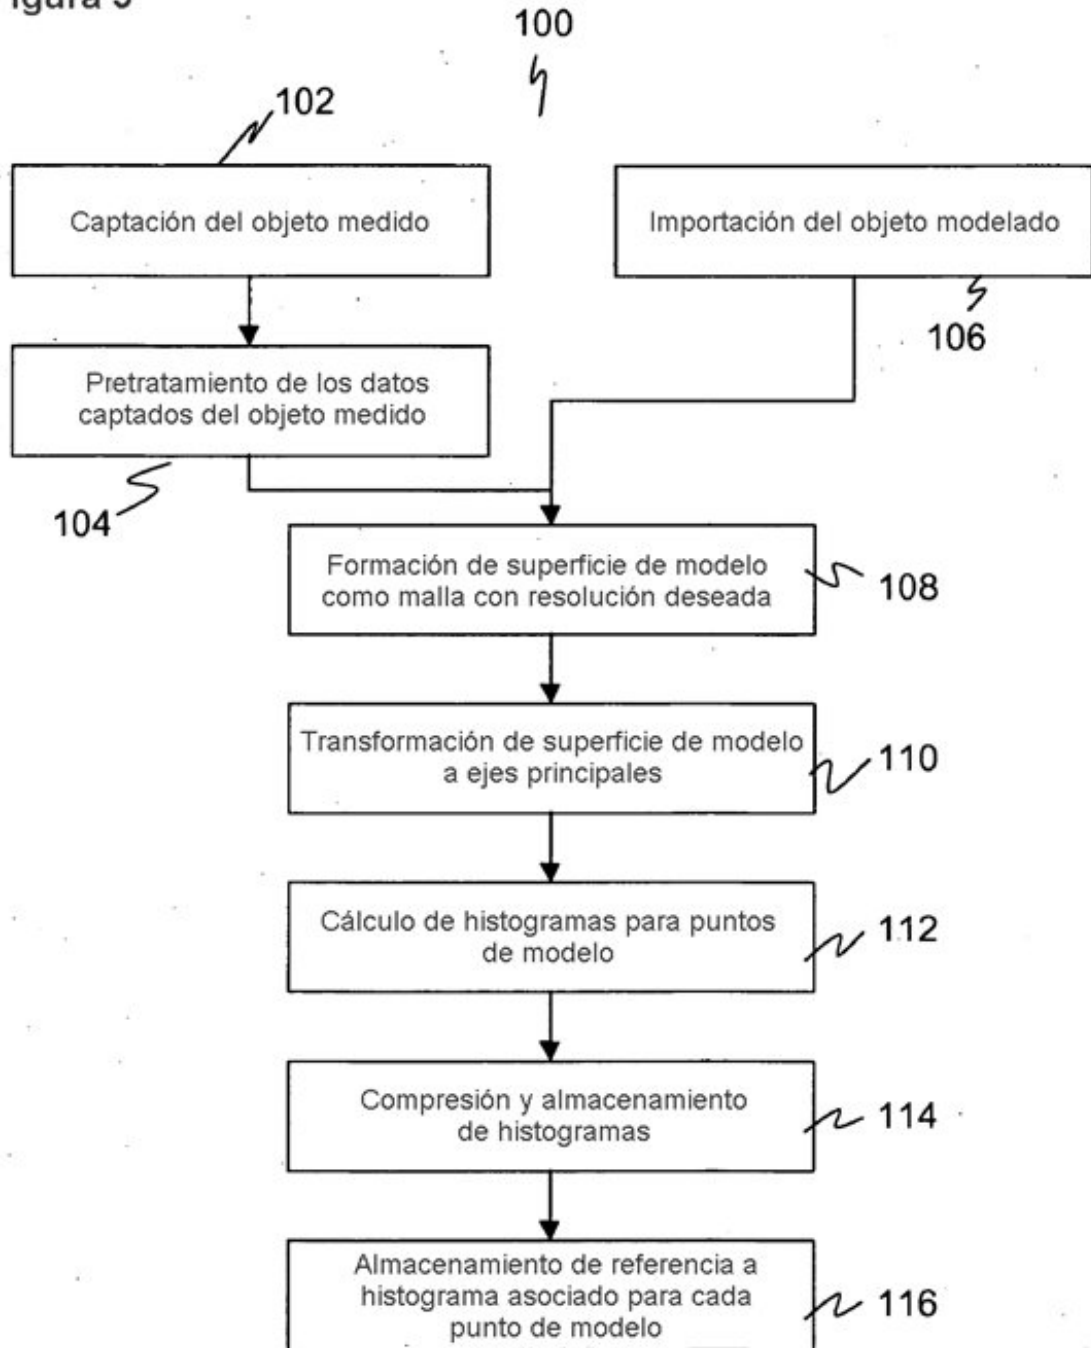 igura
100
102
Captación del objeto medido
Importación del objeto modelado
106
Pretratamiento de los datos
captados del objeto medido
104
Formación de superficie de modelo
como malla con resolución deseada
108
Transformación de superficie de modelo
a ejes principales
110
Cálculo de histogramas para puntos
de modelo
112
Compresión y almacenamiento
de histogramas
114
Almacenamiento de referencia a
histograma asociado para cada
punto de modelo
116